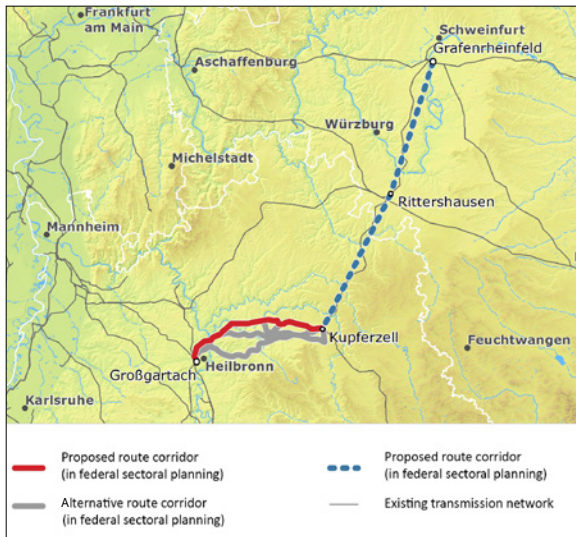 Frankfurt
am Main
Schweinfurt
Grafenrheinfeld
Aschaffenburg
Würzburg
Michelstadt
Rittershausen
Mannheim
Kupferzell
Feuchtwangen
Heilbronn
Großgartach
Karlsruhe
Proposed route corridor
(in federal sectoral planning)
Proposed route corridor
(in federal sectoral planning)
Alternative route corridor
(in federal sectoral planning)
Existing transmission network